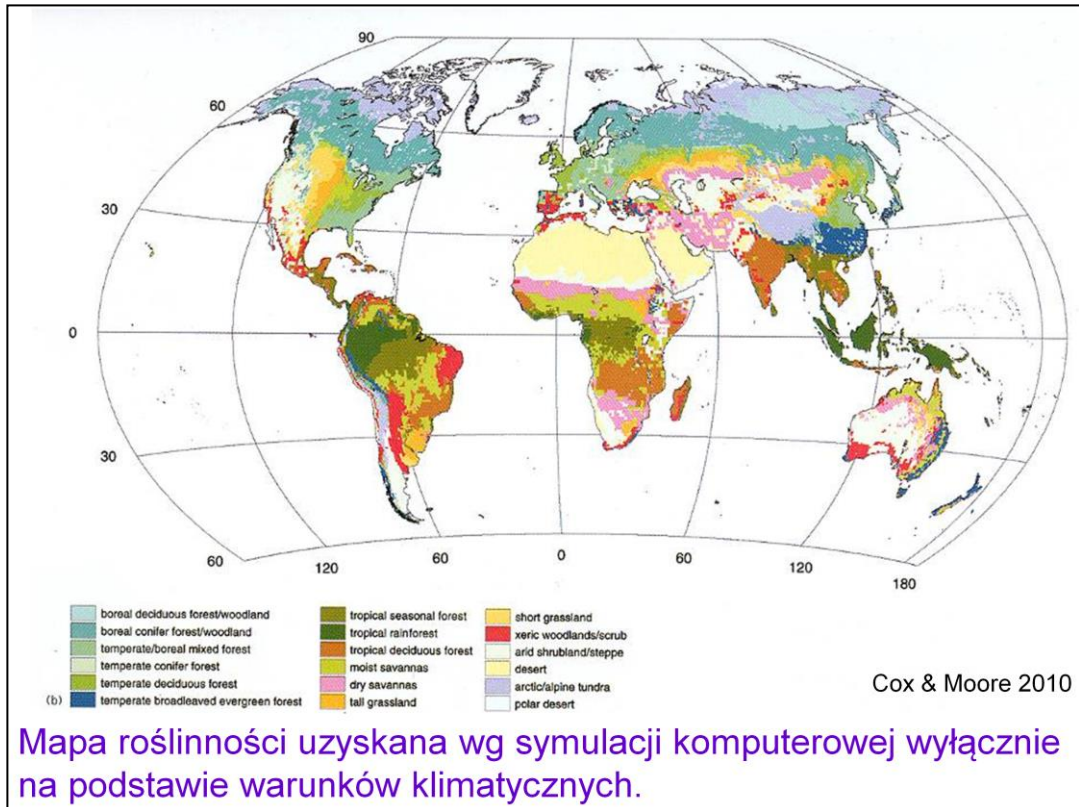 90
60
30
0
30
60
120
60
0
60
120
180
boreal deciduous forest/woodland
boreal conifer forest/woodland
temperate/boreal mixed forest
temperate conifer forest
temperate deciduous forest
(b)
temperate broadleaved evergreen forest
tropical seasonal forest
tropical rainforest
tropical deciduous forest
moist savannas
dry savannas
tall grassland
short grassland
xeric woodlands/scrub
arid shrubland/steppe
desert
arctic/alpine tundra
polar desert
Cox & Moore 2010
Mapa roślinności uzyskana wg symulacji komputerowej wyłącznie
na podstawie warunków klimatycznych.